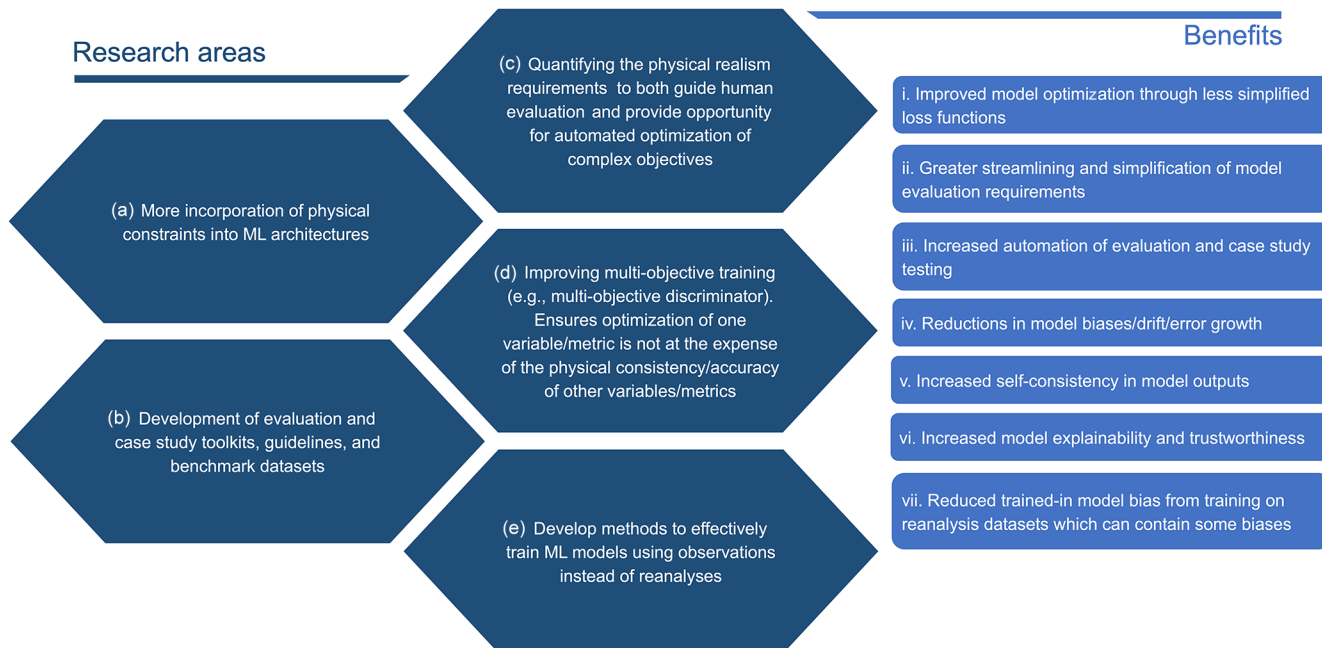 Research areas
(a) More incorporation of physical
constraints into ML architectures
(b) Development of evaluation and
case study toolkits, guidelines, and
benchmark datasets
(c) Quantifying the physical realism
requirements to both guide human
evaluation and provide opportunity
for automated optimization of
complex objectives
(d) Improving multi-objective training
(e.g., multi-objective discriminator).
Ensures optimization of one
variable/metric is not at the expense
of the physical consistency/accuracy
of other variables/metrics
(e) Develop methods to effectively
train ML models using observations
instead of reanalyses
Benefits
i. Improved model optimization through less simplified
loss functions
ii. Greater streamlining and simplification of model
evaluation requirements
iii. Increased automation of evaluation and case study
testing
iv. Reductions in model biases/drift/error growth
v. Increased self-consistency in model outputs
vi. Increased model explainability and trustworthiness
vii. Reduced trained-in model bias from training on
reanalysis datasets which can contain some biases